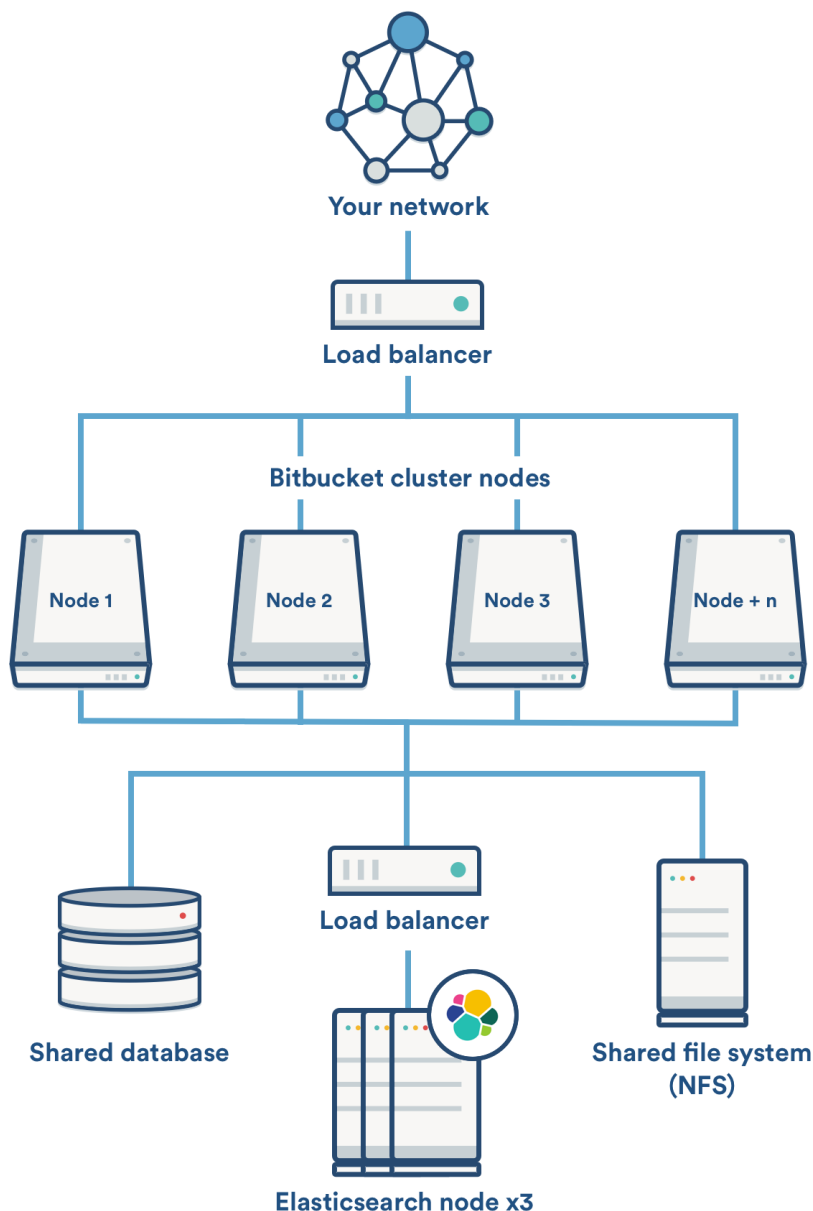 Your network
Load balancer
Bitbucket cluster nodes
Node 1
Node 2
Node 3
Node + n
Load balancer
Shared database
Shared file system
(NFS)
Elasticsearch node x3